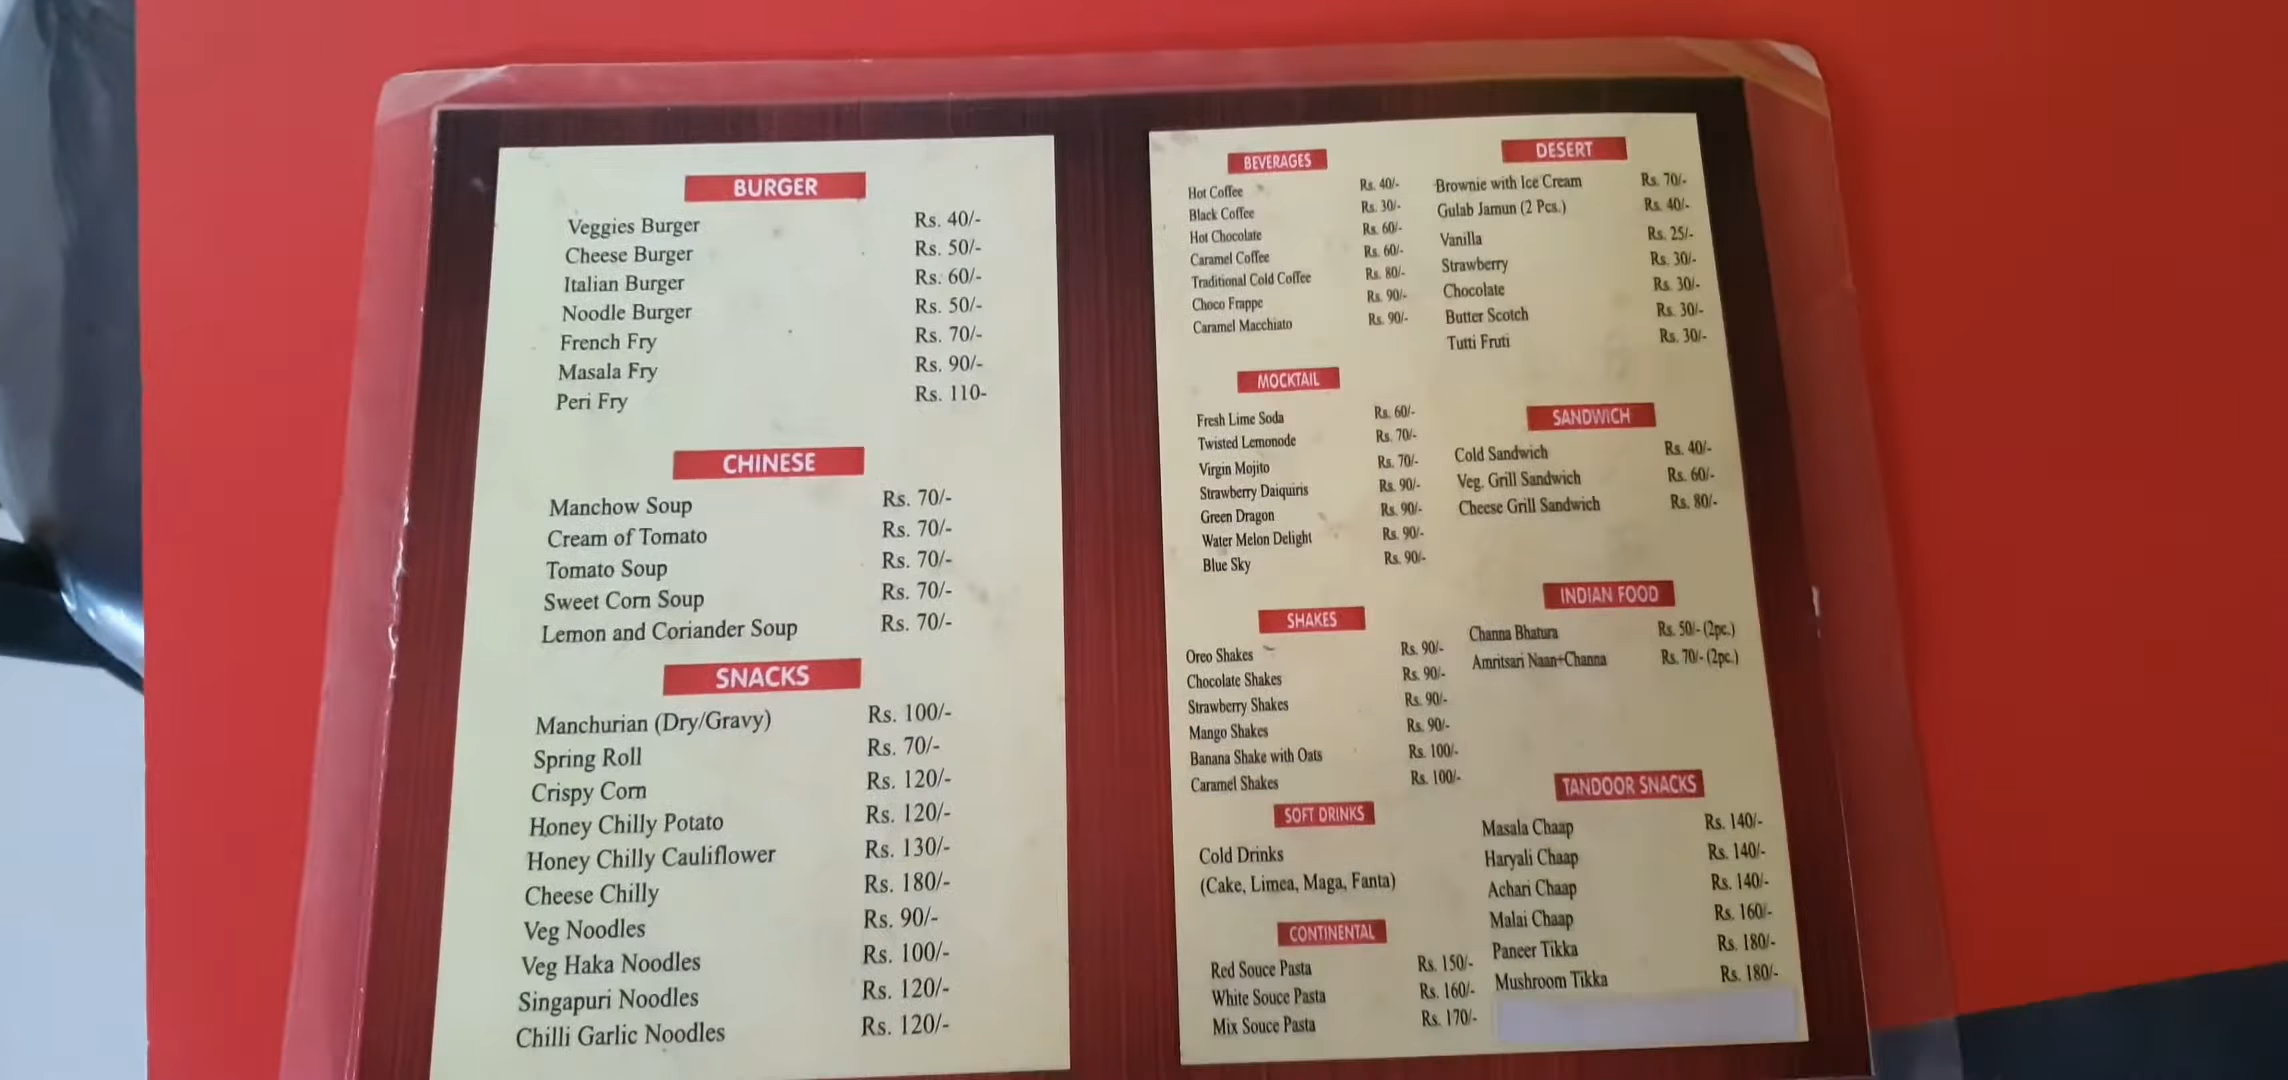 BURGER
Veggies Burger Rs. 40/-
Cheese Burger Rs. 50/-
Italian Burger Rs. 60/-
Noodle Burger Rs. 50/-
French Fry Rs. 70/-
Masala Fry Rs. 90/-
Peri Fry Rs. 110-
CHINESE
Manchow Soup Rs. 70/-
Cream of Tomato Rs. 70/-
Tomato Soup Rs. 70/-
Sweet Corn Soup Rs. 70/-
Lemon and Coriander Soup Rs. 70/-
SNACKS
Manchurian (Dry/Gravy) Rs. 100/-
Spring Roll Rs. 70/-
Crispy Corn Rs. 120/-
Honey Chilly Potato Rs. 120/-
Honey Chilly Cauliflower Rs. 130/-
Cheese Chilly Rs. 180/-
Veg Noodles Rs. 90/-
Veg Haka Noodles Rs. 100/-
Singapuri Noodles Rs. 120/-
Chilli Garlic Noodles Rs. 120/-
BEVERAGES
Hot Coffee Rs. 40/-
Black Coffee Rs. 30/-
Hot Chocolate Rs. 60/-
Caramel Coffee Rs. 60/-
Traditional Cold Coffee Rs. 80/-
Choco Frappe Rs. 90/-
Caramel Macchiato Rs. 90/-
MOCKTAIL
Fresh Lime Soda Rs. 60/-
Twisted Lemonode Rs. 70/-
Virgin Mojito Rs. 70/-
Strawberry Daiquiris Rs. 90/-
Green Dragon Rs. 90/-
Water Melon Delight Rs. 90/-
Blue Sky Rs. 90/-
SHAKES
Oreo Shakes Rs. 90/-
Chocolate Shakes Rs. 90/-
Strawberry Shakes Rs. 90/-
Mango Shakes Rs. 90/-
Banana Shake with Oats Rs. 100/-
Caramel Shakes Rs. 100/-
SOFT DRINKS
Cold Drinks
(Cake, Limea, Maga, Fanta)
CONTINENTAL
Red Souce Pasta Rs. 150/-
White Souce Pasta Rs. 160/-
Mix Souce Pasta Rs. 170/-
DESERT
Brownie with Ice Cream Rs. 70/-
Gulab Jamun (2 Pcs.) Rs. 40/-
Vanilla Rs. 25/-
Strawberry Rs. 30/-
Chocolate Rs. 30/-
Butter Scotch Rs. 30/-
Tutti Fruti Rs. 30/-
SANDWICH
Cold Sandwich Rs. 40/-
Veg. Grill Sandwich Rs. 60/-
Cheese Grill Sandwich Rs. 80/-
INDIAN FOOD
Channa Bhatura Rs. 50/- (2pc.)
Amritsari Naan+Channa Rs. 70/- (2pc.)
TANDOOR SNACKS
Masala Chaap Rs. 140/-
Haryali Chaap Rs. 140/-
Achari Chaap Rs. 140/-
Malai Chaap Rs. 160/-
Paneer Tikka Rs. 180/-
Mushroom Tikka Rs. 180/-